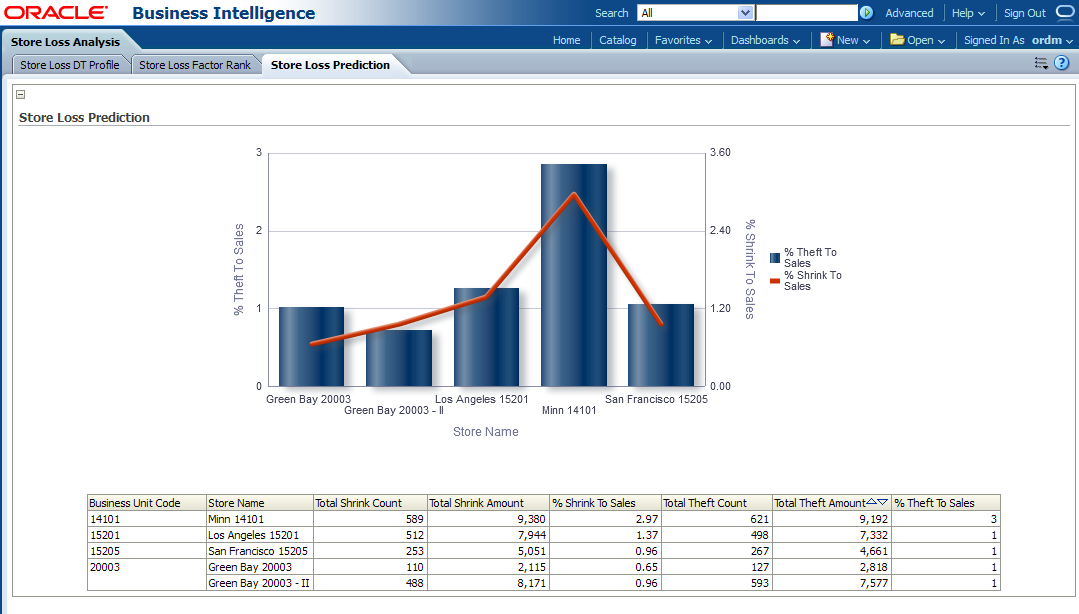 ORACLE Business Intelligence Search All Advanced Help Sign Out
Store Loss Analysis Home Catalog Favorites Dashboards New Open Signed In As ordm
Store Loss DT Profile Store Loss Factor Rank Store Loss Prediction
Store Loss Prediction
3 3.60
2 2.40
1 1.20
0 0.00
% Theft To Sales
% Shrink To Sales
% Theft To
Sales
% Shrink To
Sales
Green Bay 20003 Los Angeles 15201 San Francisco 15205
Green Bay 20003 - II Minn 14101
Store Name
Business Unit Code Store Name Total Shrink Count Total Shrink Amount % Shrink To Sales Total Theft Count Total Theft Amount % Theft To Sales
14101 Minn 14101 589 9,380 2.97 621 9,192 3
15201 Los Angeles 15201 512 7,944 1.37 498 7,332 1
15205 San Francisco 15205 253 5,051 0.96 267 4,661 1
20003 Green Bay 20003 110 2,115 0.65 127 2,818 1
Green Bay 20003 - II 488 8,171 0.96 593 7,577 1